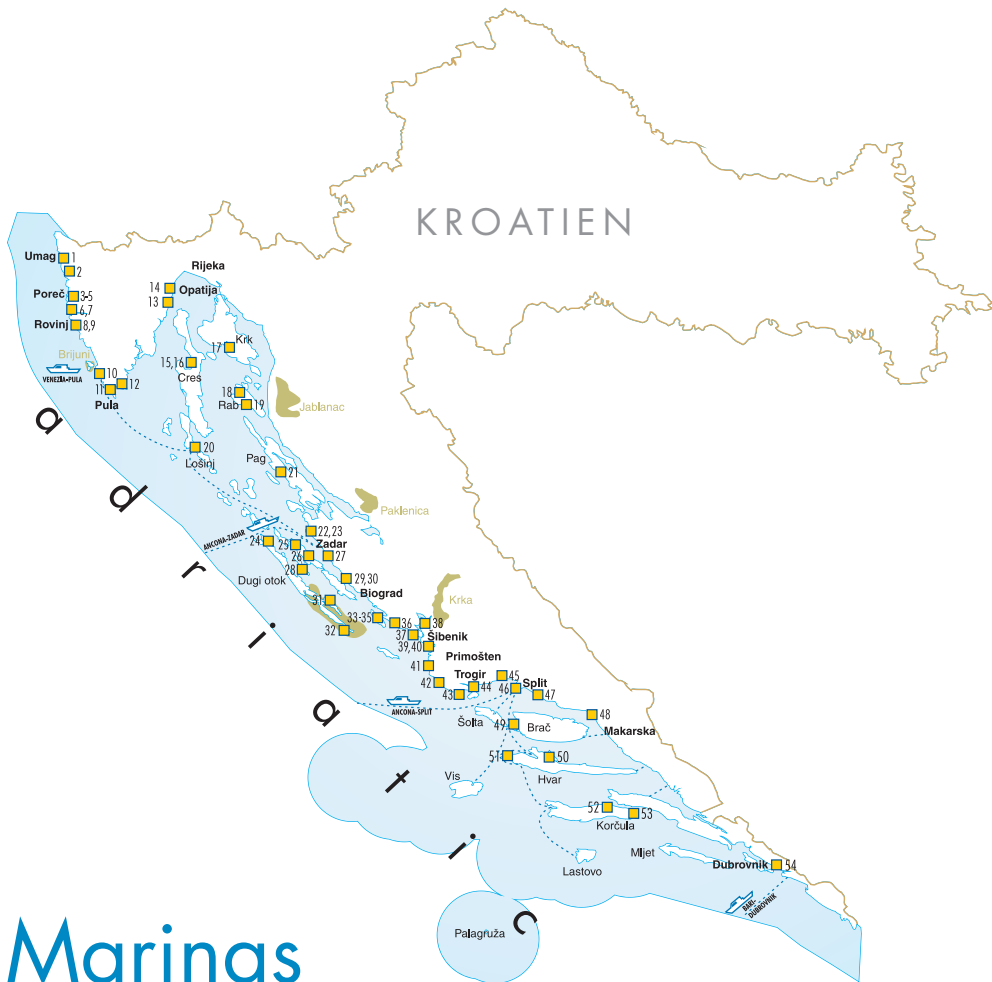 KROATIEN
Umag
1
2
Rijeka
Poreč
3-5
14
Opatija
13
6,7
Rovinj
8,9
Krk
17
Brijuni
15,16
VENEZIA-PULA
10
Cres
12
11
Pula
18
Rab
19
Jablanac
20
Lošinj
Pag
21
Paklenica
ANCONA-ZADAR
22,23
24
25
Zadar
26
27
28
Dugi otok
29,30
Biograd
31
Krka
33-35
36
38
32
37
Šibenik
39,40
Primošten
41
45
Trogir
42
44
46
Split
43
47
ANCONA-SPLIT
48
Šolta
49
Brač
Makarska
51
50
Vis
Hvar
52
53
Korčula
Mljet
Dubrovnik
54
Lastovo
BARI-
DUBROVNIK
Palagruža
adriatic
Marinas